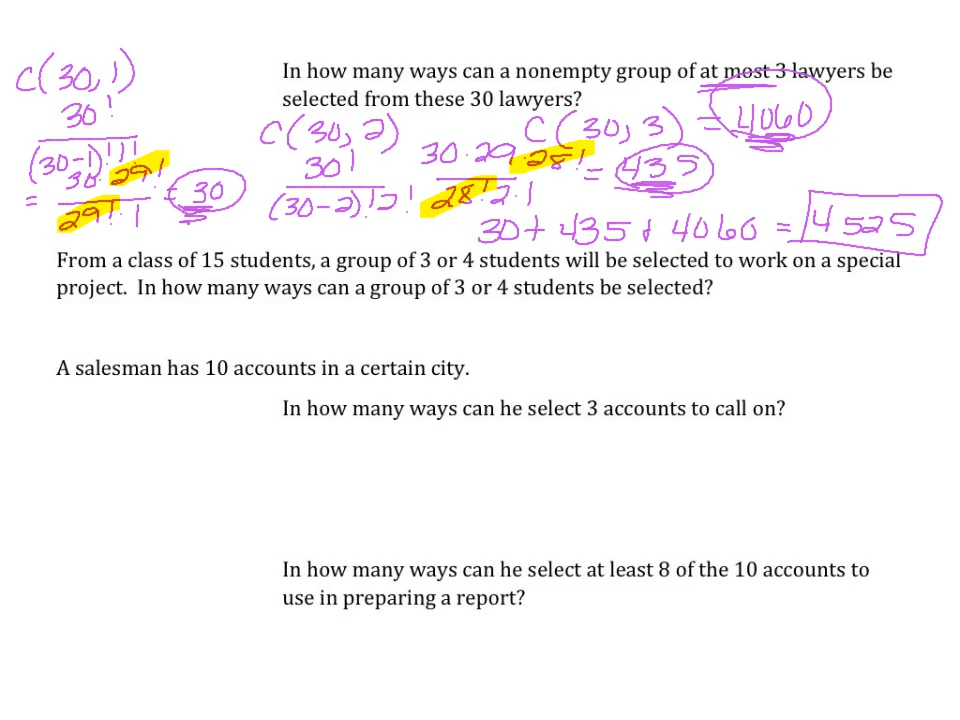 C(30,1)
30!
(30-1)!1!
= 30·29!
29!·1 = 30
In how many ways can a nonempty group of at most 3 lawyers be
selected from these 30 lawyers?
C(30,2)
30!
(30-2)!2!
30·29·28!
28!2·1 = 435
C(30,3) = 4060
30 + 435 + 4060 = 4525
From a class of 15 students, a group of 3 or 4 students will be selected to work on a special
project. In how many ways can a group of 3 or 4 students be selected?
A salesman has 10 accounts in a certain city.
In how many ways can he select 3 accounts to call on?
In how many ways can he select at least 8 of the 10 accounts to
use in preparing a report?